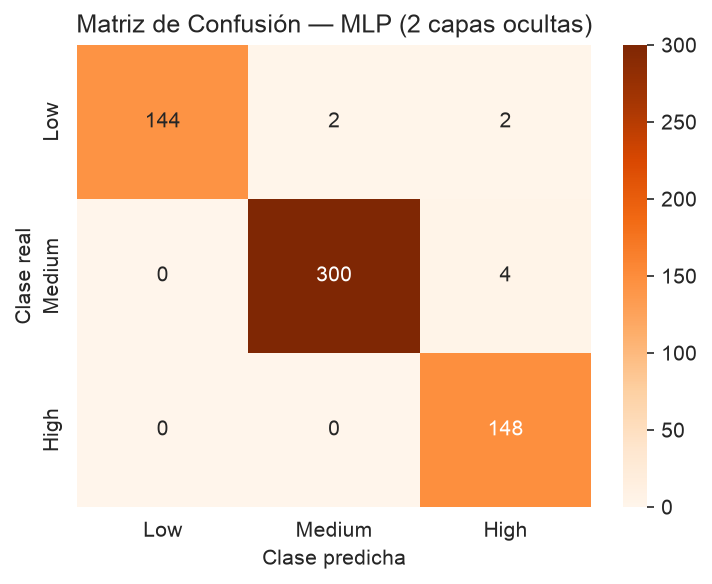 Matriz de Confusión — MLP (2 capas ocultas)
Clase real
Low
144
2
2
Medium
0
300
4
High
0
0
148
Low
Medium
High
Clase predicha
300
250
200
150
100
50
0